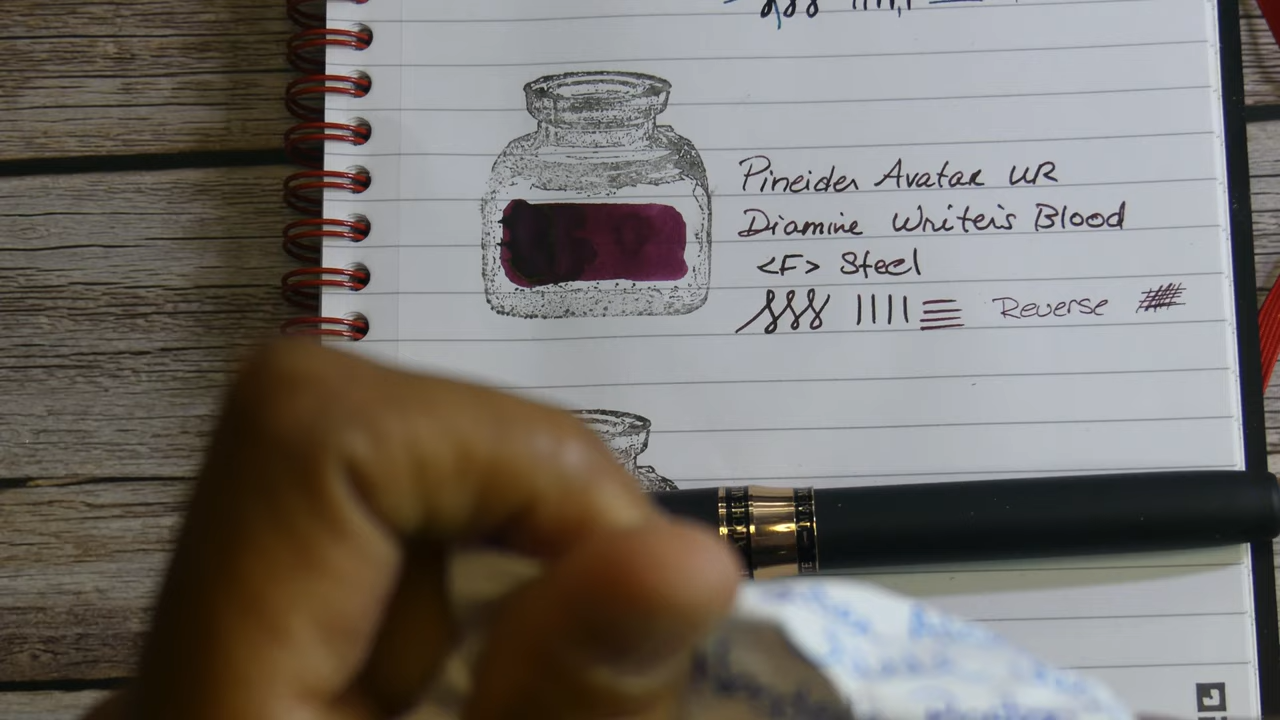 Pineider Avatar UR
Diamine Writer's Blood
<F> Steel
Reverse